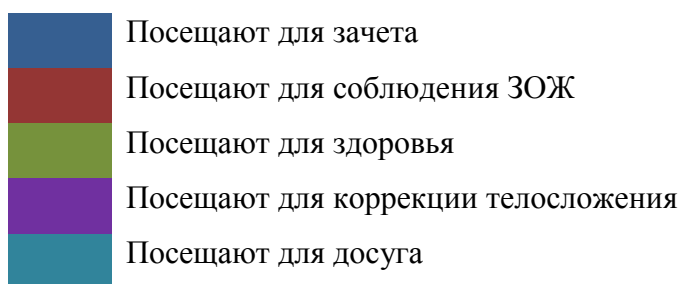 Посещают для зачета
Посещают для соблюдения ЗОЖ
Посещают для здоровья
Посещают для коррекции телосложения
Посещают для досуга